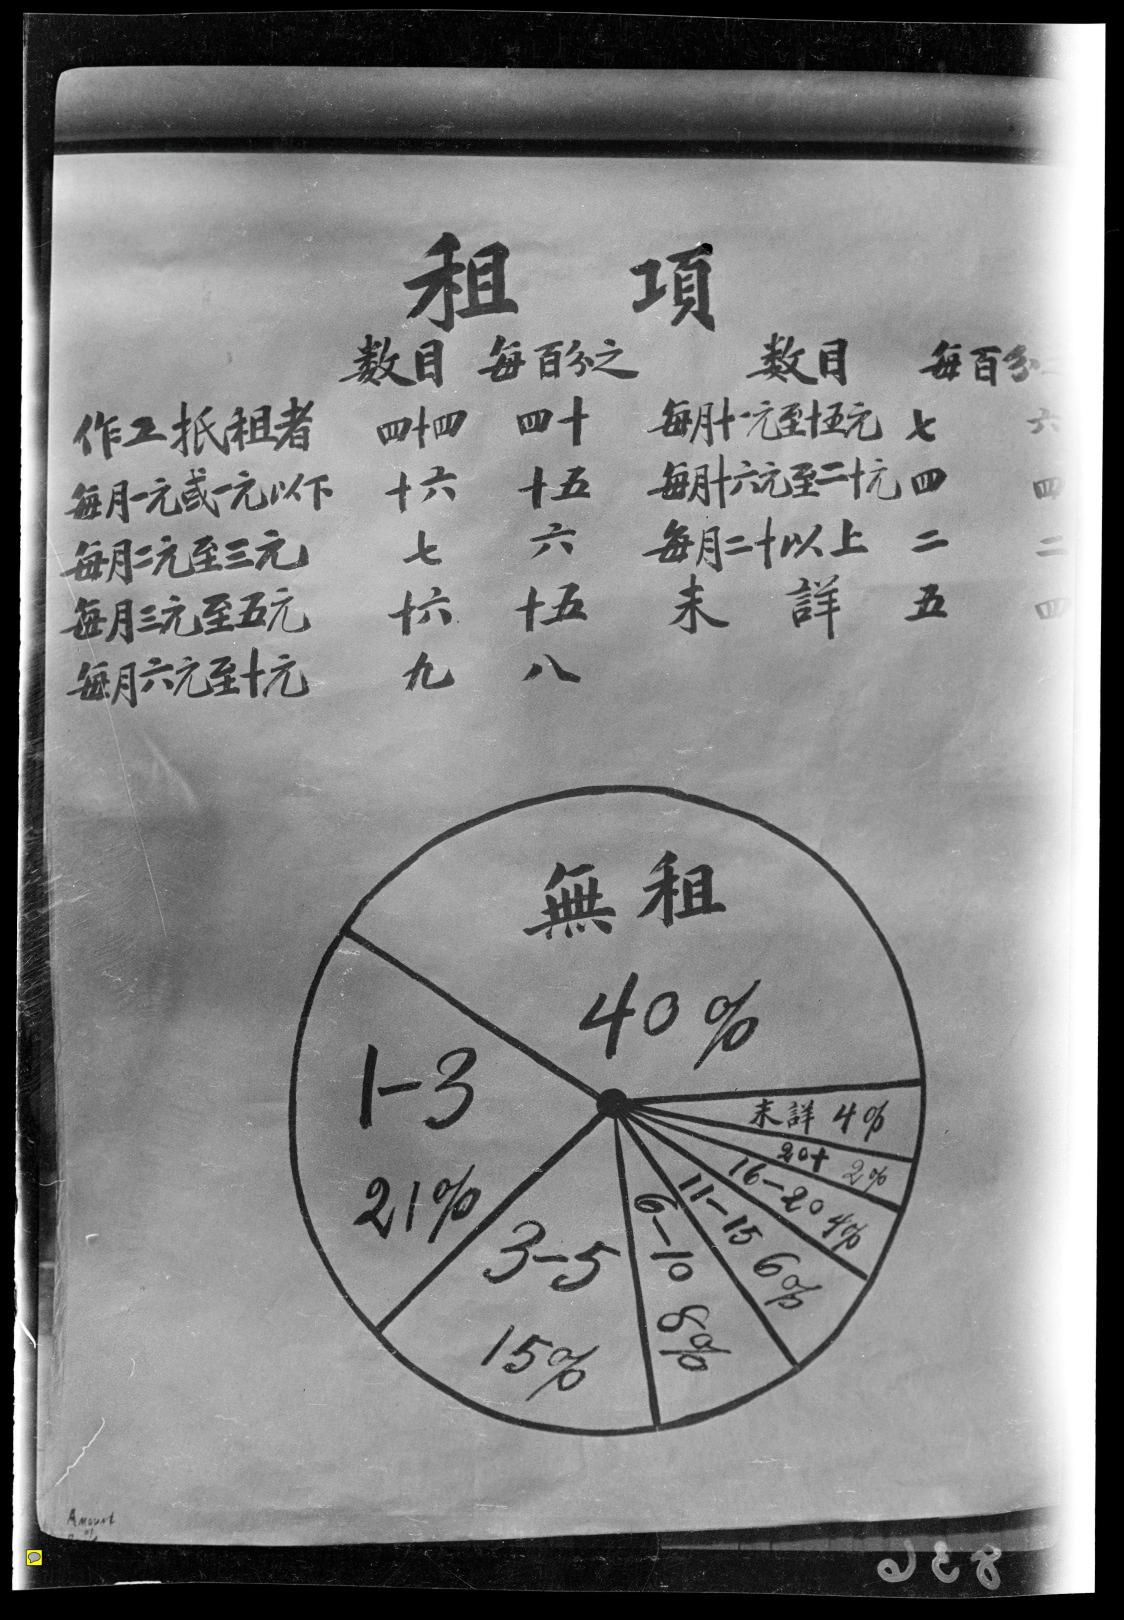 租項
數目 每百分之 數目 每百分
作工抵租者 四十四 四十 每月十一元至十五元 七 六
每月一元或一元以下 十六 十五 每月十六元至二十元 四 四
每月二元至三元 七 六 每月二十以上 二 二
每月三元至五元 十六 十五 未詳 五 四
每月六元至十元 九 八
無租
40%
1-3
21%
3-5
15%
6-10 8%
11-15 6%
16-20 4%
20+ 2%
未詳 4%
Amount